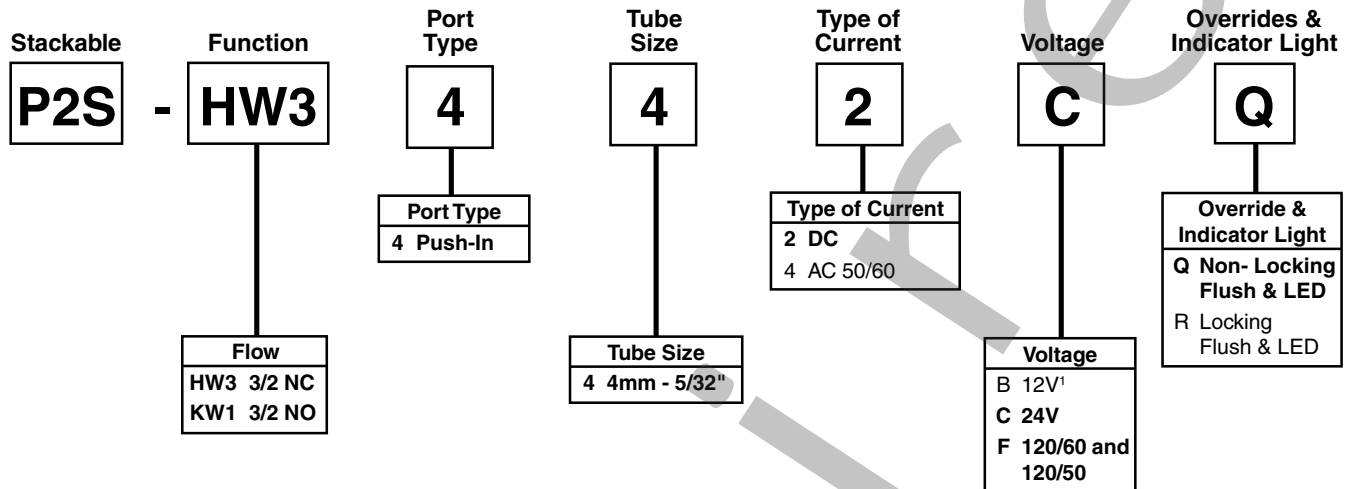 Stackable
Function
Port
Type
Tube
Size
Type of
Current
Voltage
Overrides &
Indicator Light
P2S - HW3 4 4 2 C Q
Port Type
4 Push-In
Type of Current
2 DC
4 AC 50/60
Override &
Indicator Light
Q Non- Locking
Flush & LED
R Locking
Flush & LED
Flow
HW3 3/2 NC
KW1 3/2 NO
Tube Size
4 4mm - 5/32"
Voltage
B 12V¹
C 24V
F 120/60 and
120/50